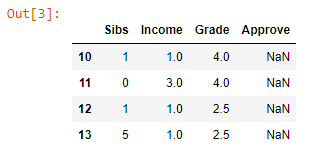 Out[3]:
Sibs Income Grade Approve
10 1 1.0 4.0 NaN
11 0 3.0 4.0 NaN
12 1 1.0 2.5 NaN
13 5 1.0 2.5 NaN